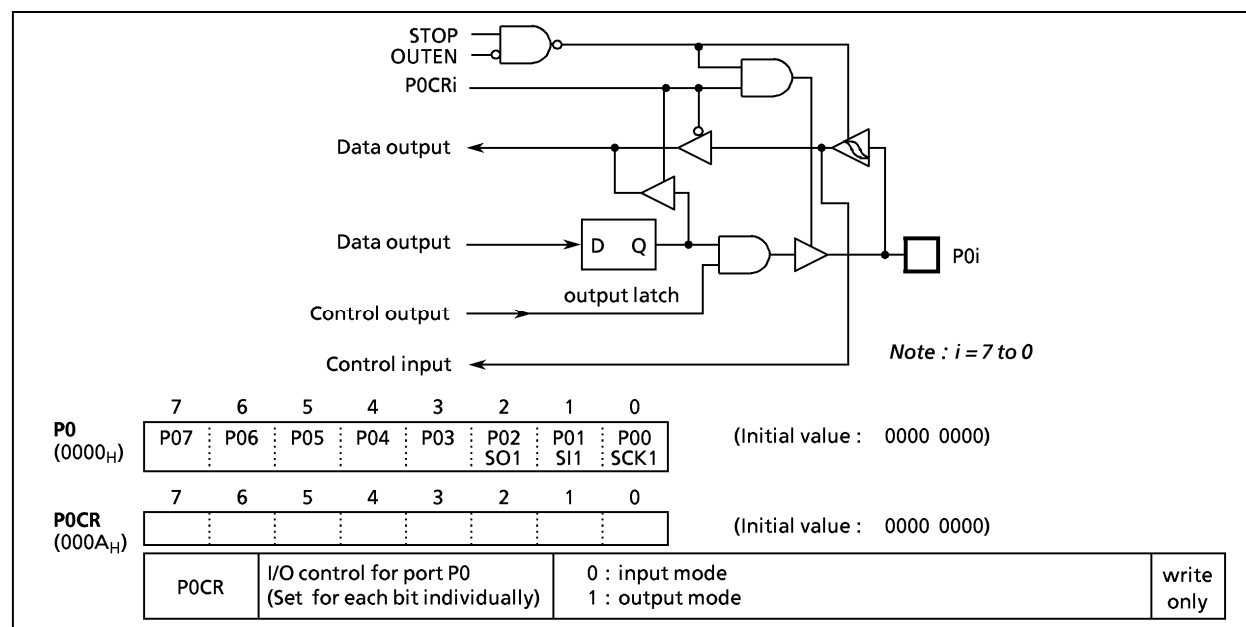 STOP
OUTEN
P0CRi
Data output
Data output
D Q
P0i
output latch
Control output
Control input
Note : i = 7 to 0
7 6 5 4 3 2 1 0
P0
(0000H)
P07 P06 P05 P04 P03 P02 P01 P00
SO1 SI1 SCK1
(Initial value : 0000 0000)
7 6 5 4 3 2 1 0
P0CR
(000AH)
(Initial value : 0000 0000)
P0CR
I/O control for port P0
(Set for each bit individually)
0 : input mode
1 : output mode
write
only